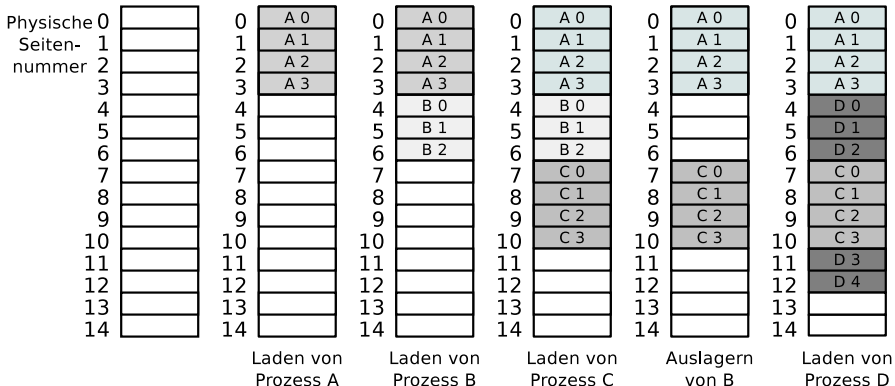 Physische
Seiten-
nummer
0 0 A 0 0 A 0 0 A 0 0 A 0 0 A 0
1 1 A 1 1 A 1 1 A 1 1 A 1 1 A 1
2 2 A 2 2 A 2 2 A 2 2 A 2 2 A 2
3 3 A 3 3 A 3 3 A 3 3 A 3 3 A 3
4 4 4 B 0 4 B 0 4 4 D 0
5 5 5 B 1 5 B 1 5 5 D 1
6 6 6 B 2 6 B 2 6 6 D 2
7 7 7 7 C 0 7 C 0 7 C 0
8 8 8 8 C 1 8 C 1 8 C 1
9 9 9 9 C 2 9 C 2 9 C 2
10 10 10 10 C 3 10 C 3 10 C 3
11 11 11 11 11 11 D 3
12 12 12 12 12 12 D 4
13 13 13 13 13 13
14 14 14 14 14 14
Laden von
Prozess A
Laden von
Prozess B
Laden von
Prozess C
Auslagern
von B
Laden von
Prozess D